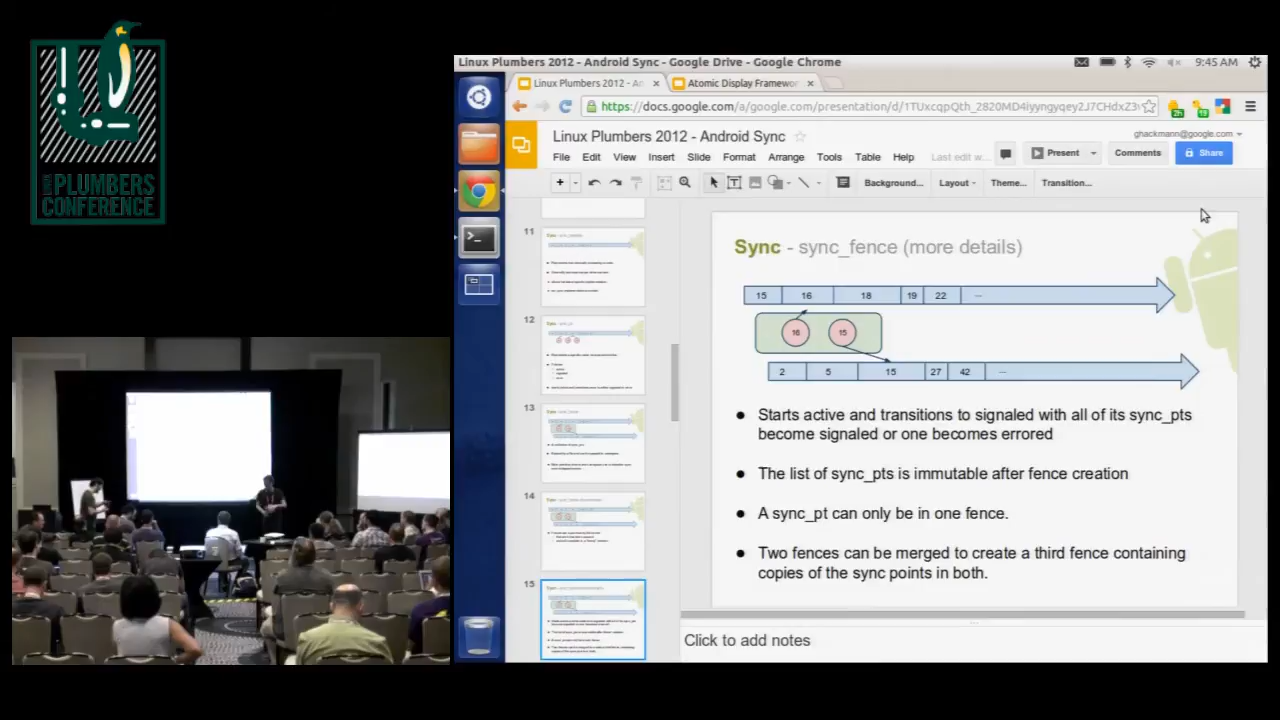 LINUX
PLUMBERS
CONFERENCE
Linux Plumbers 2012 - Android Sync - Google Drive - Google Chrome
9:45 AM
Linux Plumbers 2012 - An
Atomic Display Framewor
https://docs.google.com/a/google.com/presentation/d/1TUxcqpQth_2820MD4iyyngyqey2J7CHdxZ3
Linux Plumbers 2012 - Android Sync
ghackmann@google.com
File Edit View Insert Slide Format Arrange Tools Table Help Last edit w...
Present
Comments
Share
Background...
Layout
Theme...
Transition...
11
12
13
14
15
Sync - sync_fence (more details)
15 16 18 19 22 ...
16 15
2 5 15 27 42 ...
● Starts active and transitions to signaled with all of its sync_pts
become signaled or one becomes errored
● The list of sync_pts is immutable after fence creation
● A sync_pt can only be in one fence
● Two fences can be merged to create a third fence containing
copies of the sync points in both.
Click to add notes